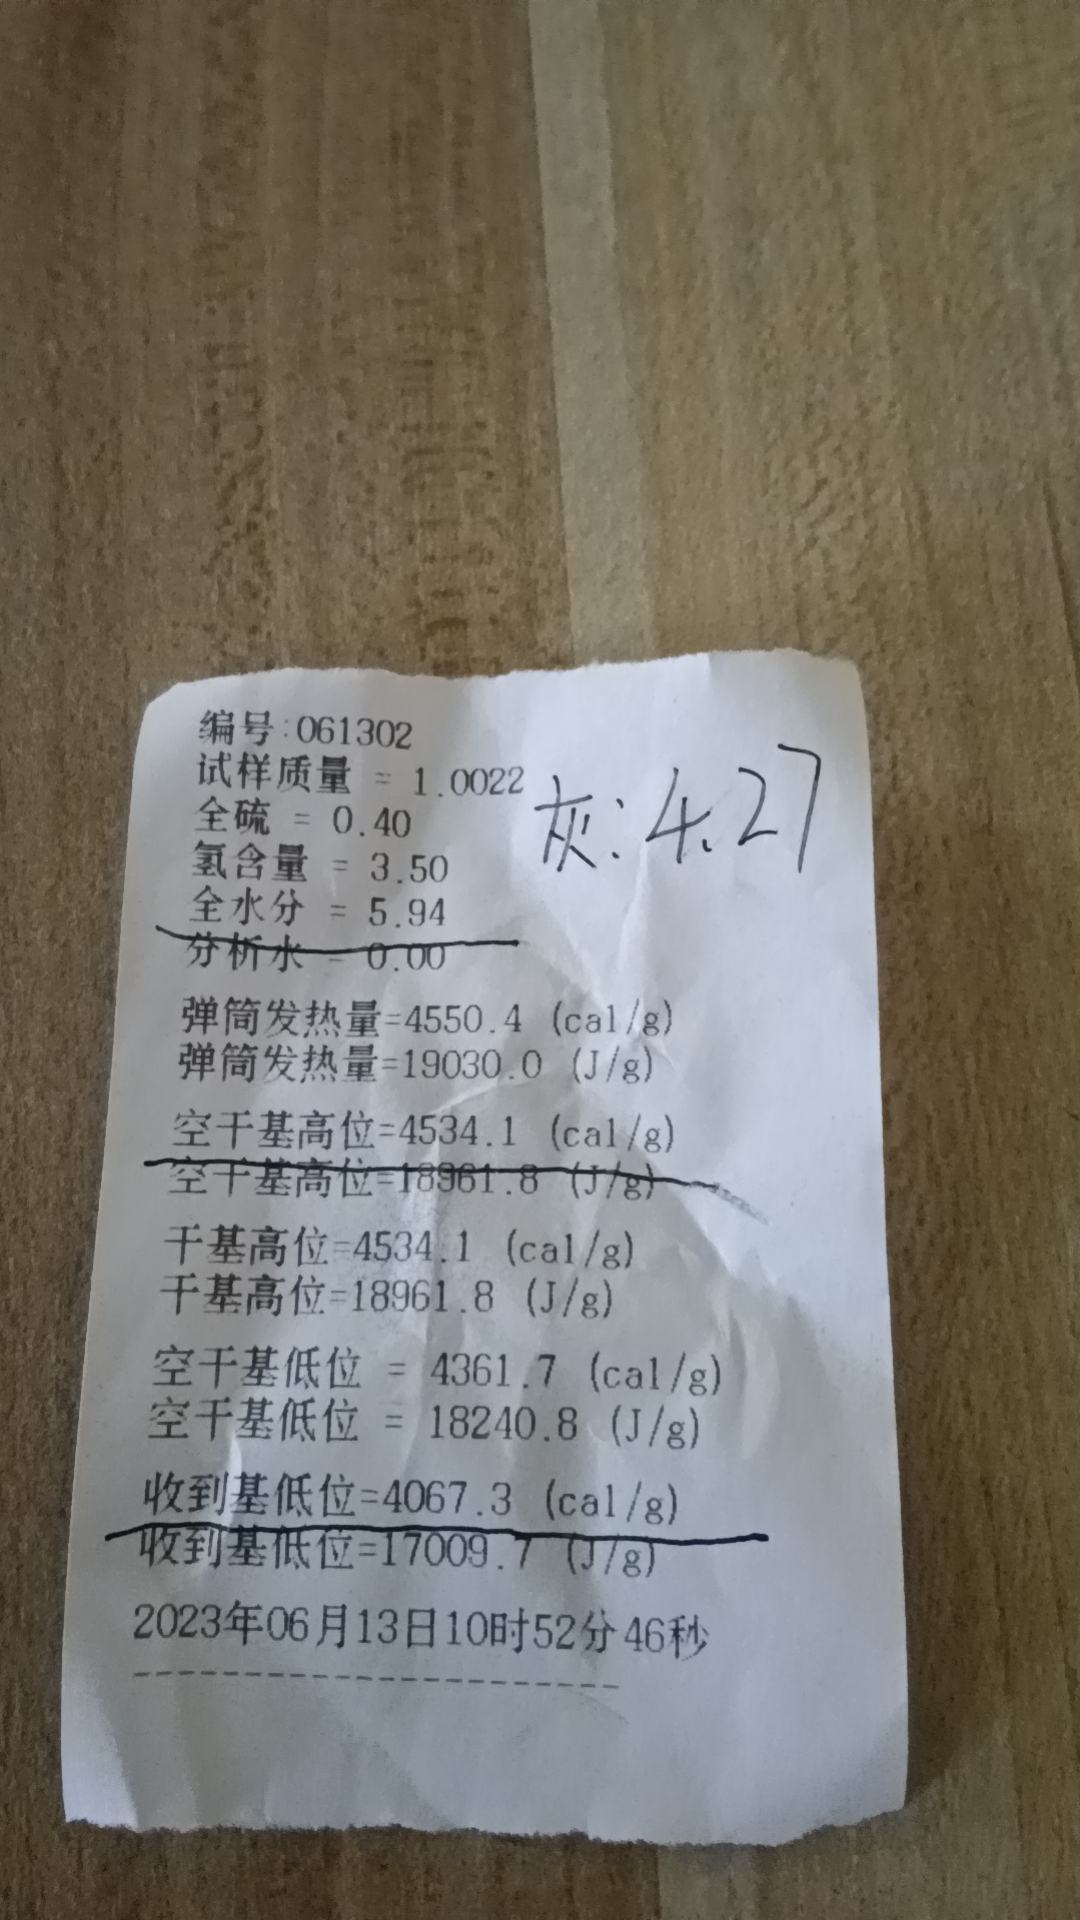 编号:061302
试样质量 = 1.0022
灰:4.27
全硫 = 0.40
氢含量 = 3.50
全水分 = 5.94
分析水 = 0.00
弹筒发热量=4550.4 (cal/g)
弹筒发热量=19030.0 (J/g)
空干基高位=4534.1 (cal/g)
空干基高位=18961.8 (J/g)
干基高位=4534.1 (cal/g)
干基高位=18961.8 (J/g)
空干基低位 = 4361.7 (cal/g)
空干基低位 = 18240.8 (J/g)
收到基低位=4067.3 (cal/g)
收到基低位=17009.7 (J/g)
2023年06月13日10时52分46秒